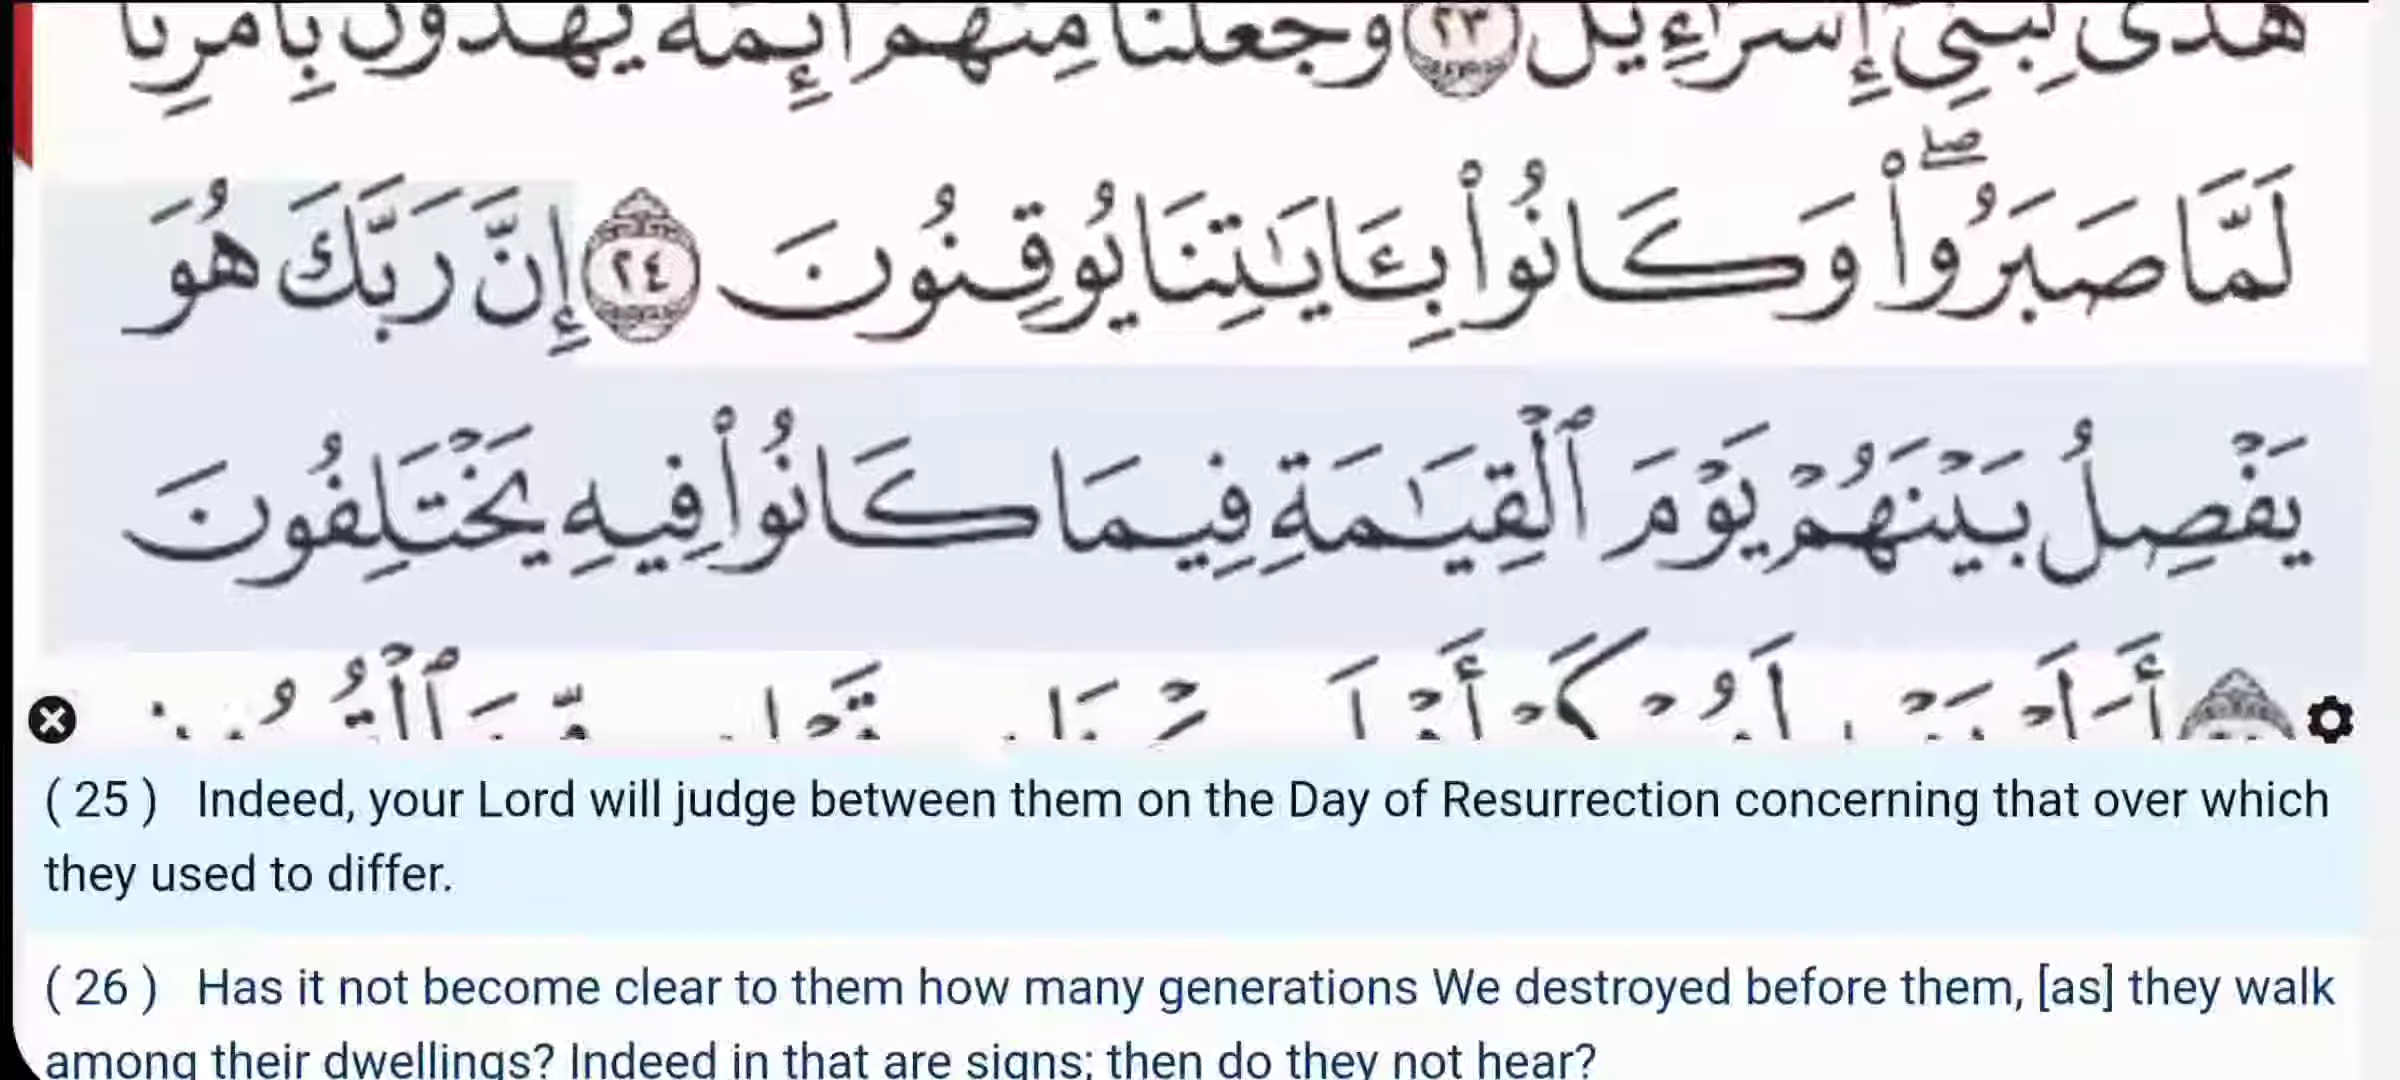 هُدًى لِّبَنِىٓ إِسْرَٰٓءِيلَ ٢٣ وَجَعَلْنَا مِنْهُمْ أَئِمَّةً يَهْدُونَ بِأَمْرِنَا
لَمَّا صَبَرُوا۟ ۖ وَكَانُوا۟ بِـَٔايَـٰتِنَا يُوقِنُونَ ٢٤ إِنَّ رَبَّكَ هُوَ
يَفْصِلُ بَيْنَهُمْ يَوْمَ ٱلْقِيَـٰمَةِ فِيمَا كَانُوا۟ فِيهِ يَخْتَلِفُونَ
( 25 ) Indeed, your Lord will judge between them on the Day of Resurrection concerning that over which
they used to differ.
( 26 ) Has it not become clear to them how many generations We destroyed before them, [as] they walk
among their dwellings? Indeed in that are signs; then do they not hear?